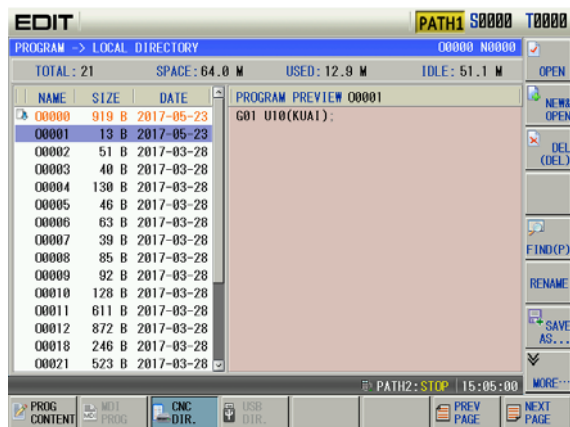 EDIT PATH1 S0000 T0000
PROGRAM -> LOCAL DIRECTORY O0000 N0000
TOTAL: 21 SPACE: 64.0 M USED: 12.9 M IDLE: 51.1 M
NAME SIZE DATE PROGRAM PREVIEW O0001
O0000 919 B 2017-05-23 G01 U10(KUAI);
O0001 13 B 2017-05-23
O0002 51 B 2017-03-28
O0003 40 B 2017-03-28
O0004 130 B 2017-03-28
O0005 46 B 2017-03-28
O0006 63 B 2017-03-28
O0007 39 B 2017-03-28
O0008 85 B 2017-03-28
O0009 92 B 2017-03-28
O0010 128 B 2017-03-28
O0011 611 B 2017-03-28
O0012 872 B 2017-03-28
O0018 246 B 2017-03-28
O0021 523 B 2017-03-28
OPEN
NEW&
OPEN
DEL
(DEL)
FIND(P)
RENAME
SAVE
AS...
MORE...
PATH2:STOP 15:05:00
PROG
CONTENT
MDI
PROG
CNC
DIR.
USB
DIR.
PREV
PAGE
NEXT
PAGE